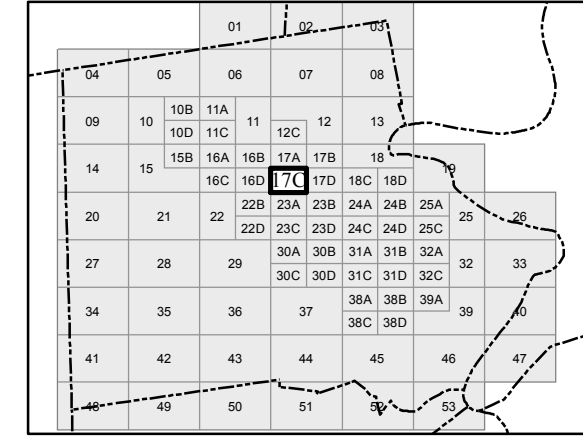 01 02 03
04 05 06 07 08
10B 11A
09 10 11 12 13
10D 11C 12C
15B 16A 16B 17A 17B 18
14 15 19
16C 16D 17C 17D 18C 18D
22B 23A 23B 24A 24B 25A
20 21 22 25 26
22D 23C 23D 24C 24D 25C
30A 30B 31A 31B 32A
27 28 29 32 33
30C 30D 31C 31D 32C
38A 38B 39A
34 35 36 37 39 40
38C 38D
41 42 43 44 45 46 47
48 49 50 51 52 53